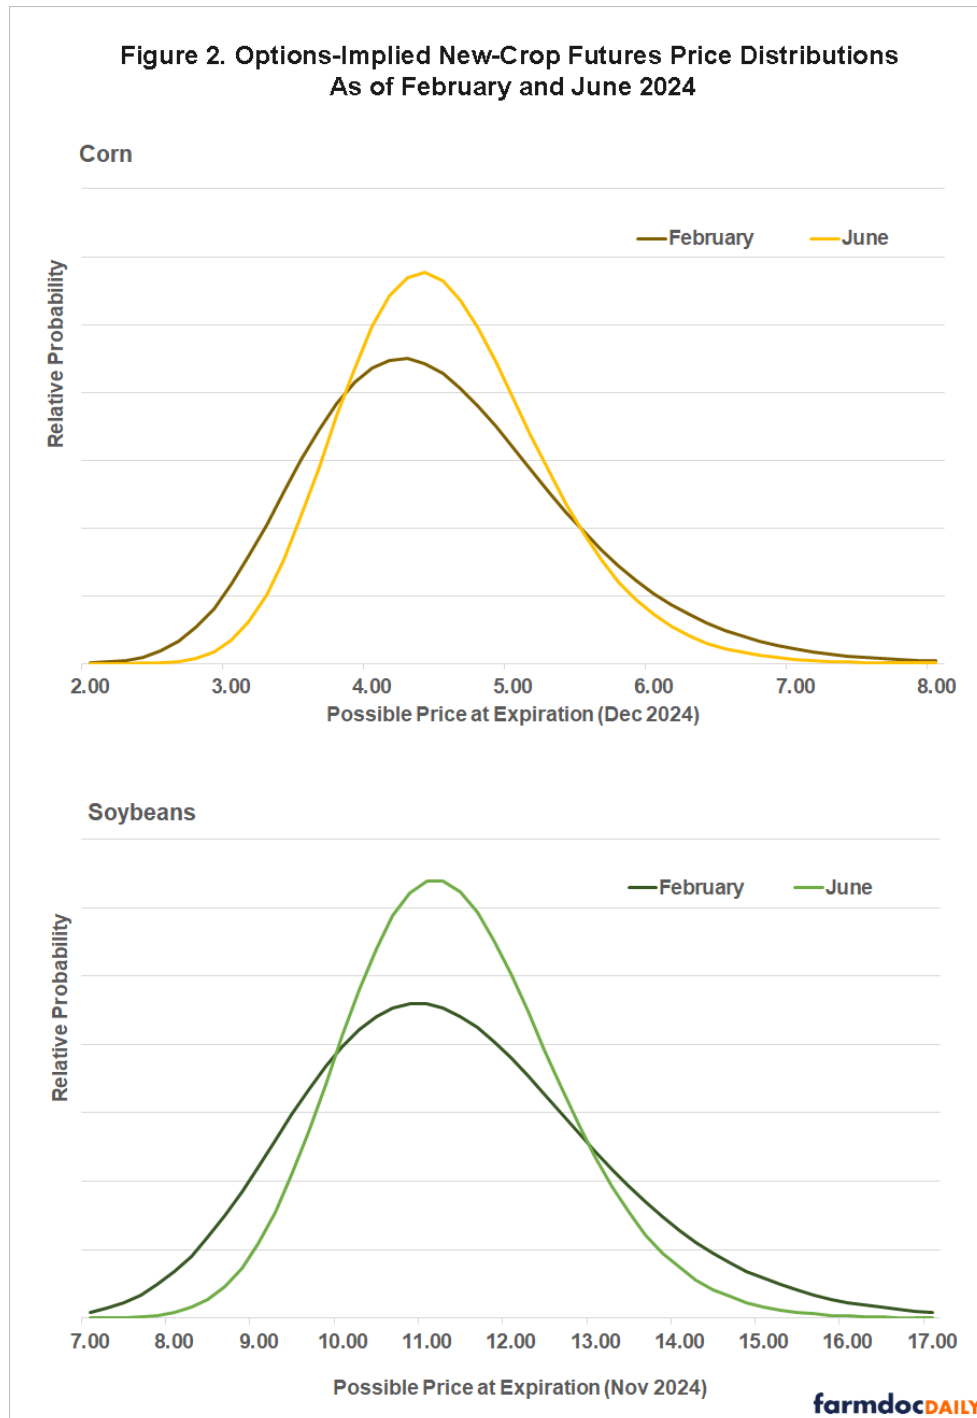 Figure 2. Options-Implied New-Crop Futures Price Distributions
As of February and June 2024
Corn
February June
Relative Probability
2.00 3.00 4.00 5.00 6.00 7.00 8.00
Possible Price at Expiration (Dec 2024)
Soybeans
February June
Relative Probability
7.00 8.00 9.00 10.00 11.00 12.00 13.00 14.00 15.00 16.00 17.00
Possible Price at Expiration (Nov 2024)
farmdocDAILY